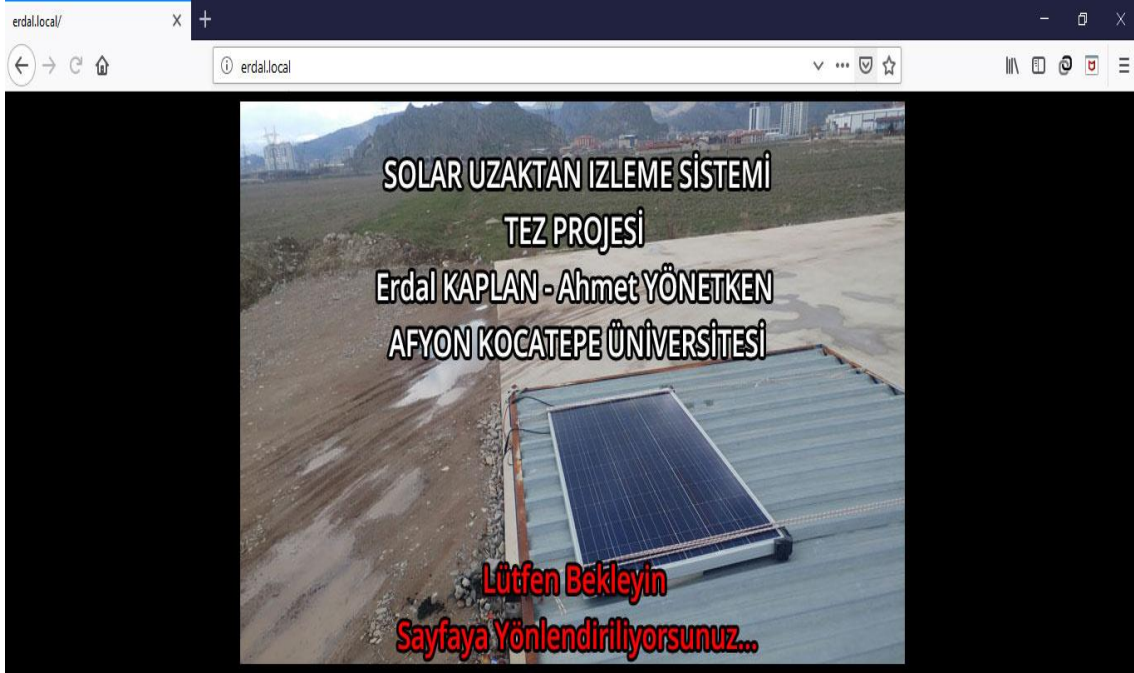 erdal.local/
erdal.local
SOLAR UZAKTAN IZLEME SİSTEMİ
TEZ PROJESİ
Erdal KAPLAN - Ahmet YÖNETKEN
AFYON KOCATEPE ÜNİVERSİTESİ
Lütfen Bekleyin
Sayfaya Yönlendiriliyorsunuz...